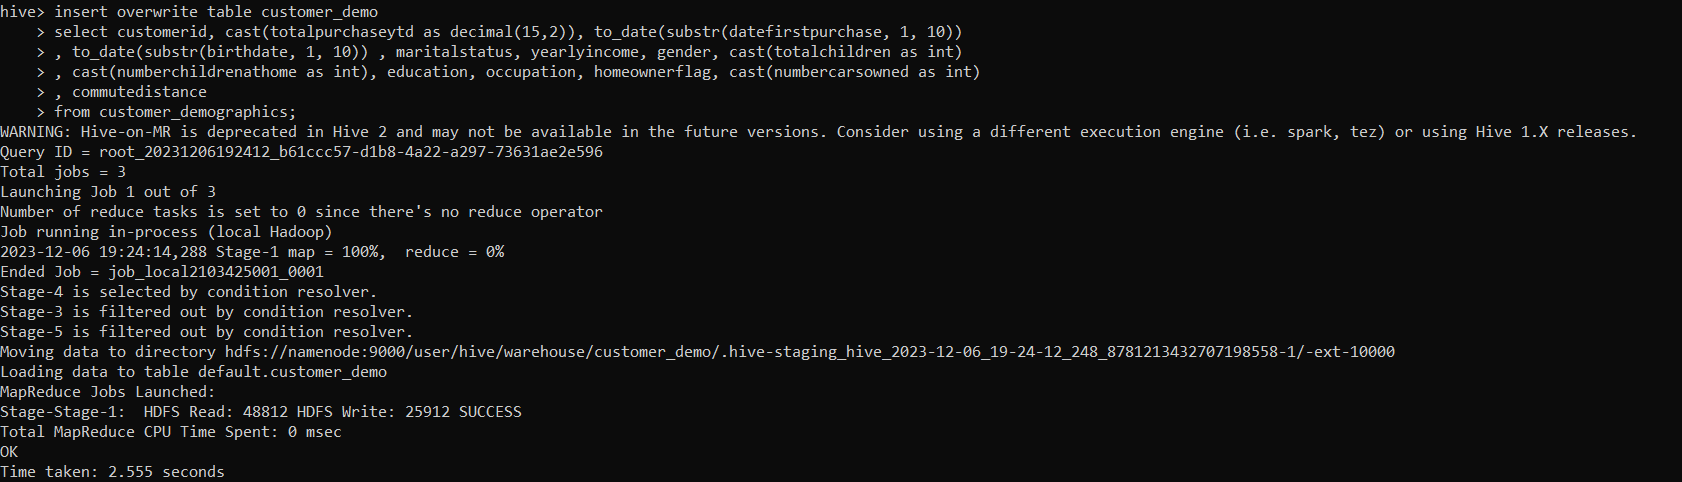 hive> insert overwrite table customer_demo
    > select customerid, cast(totalpurchaseytd as decimal(15,2)), to_date(substr(datefirstpurchase, 1, 10))
    > , to_date(substr(birthdate, 1, 10)) , maritalstatus, yearlyincome, gender, cast(totalchildren as int)
    > , cast(numberchildrenathome as int), education, occupation, homeownerflag, cast(numbercarsowned as int)
    > , commutedistance
    > from customer_demographics;
WARNING: Hive-on-MR is deprecated in Hive 2 and may not be available in the future versions. Consider using a different execution engine (i.e. spark, tez) or using Hive 1.X releases.
Query ID = root_20231206192412_b61ccc57-d1b8-4a22-a297-73631ae2e596
Total jobs = 3
Launching Job 1 out of 3
Number of reduce tasks is set to 0 since there's no reduce operator
Job running in-process (local Hadoop)
2023-12-06 19:24:14,288 Stage-1 map = 100%,  reduce = 0%
Ended Job = job_local2103425001_0001
Stage-4 is selected by condition resolver.
Stage-3 is filtered out by condition resolver.
Stage-5 is filtered out by condition resolver.
Moving data to directory hdfs://namenode:9000/user/hive/warehouse/customer_demo/.hive-staging_hive_2023-12-06_19-24-12_248_8781213432707198558-1/-ext-10000
Loading data to table default.customer_demo
MapReduce Jobs Launched:
Stage-Stage-1:  HDFS Read: 48812 HDFS Write: 25912 SUCCESS
Total MapReduce CPU Time Spent: 0 msec
OK
Time taken: 2.555 seconds